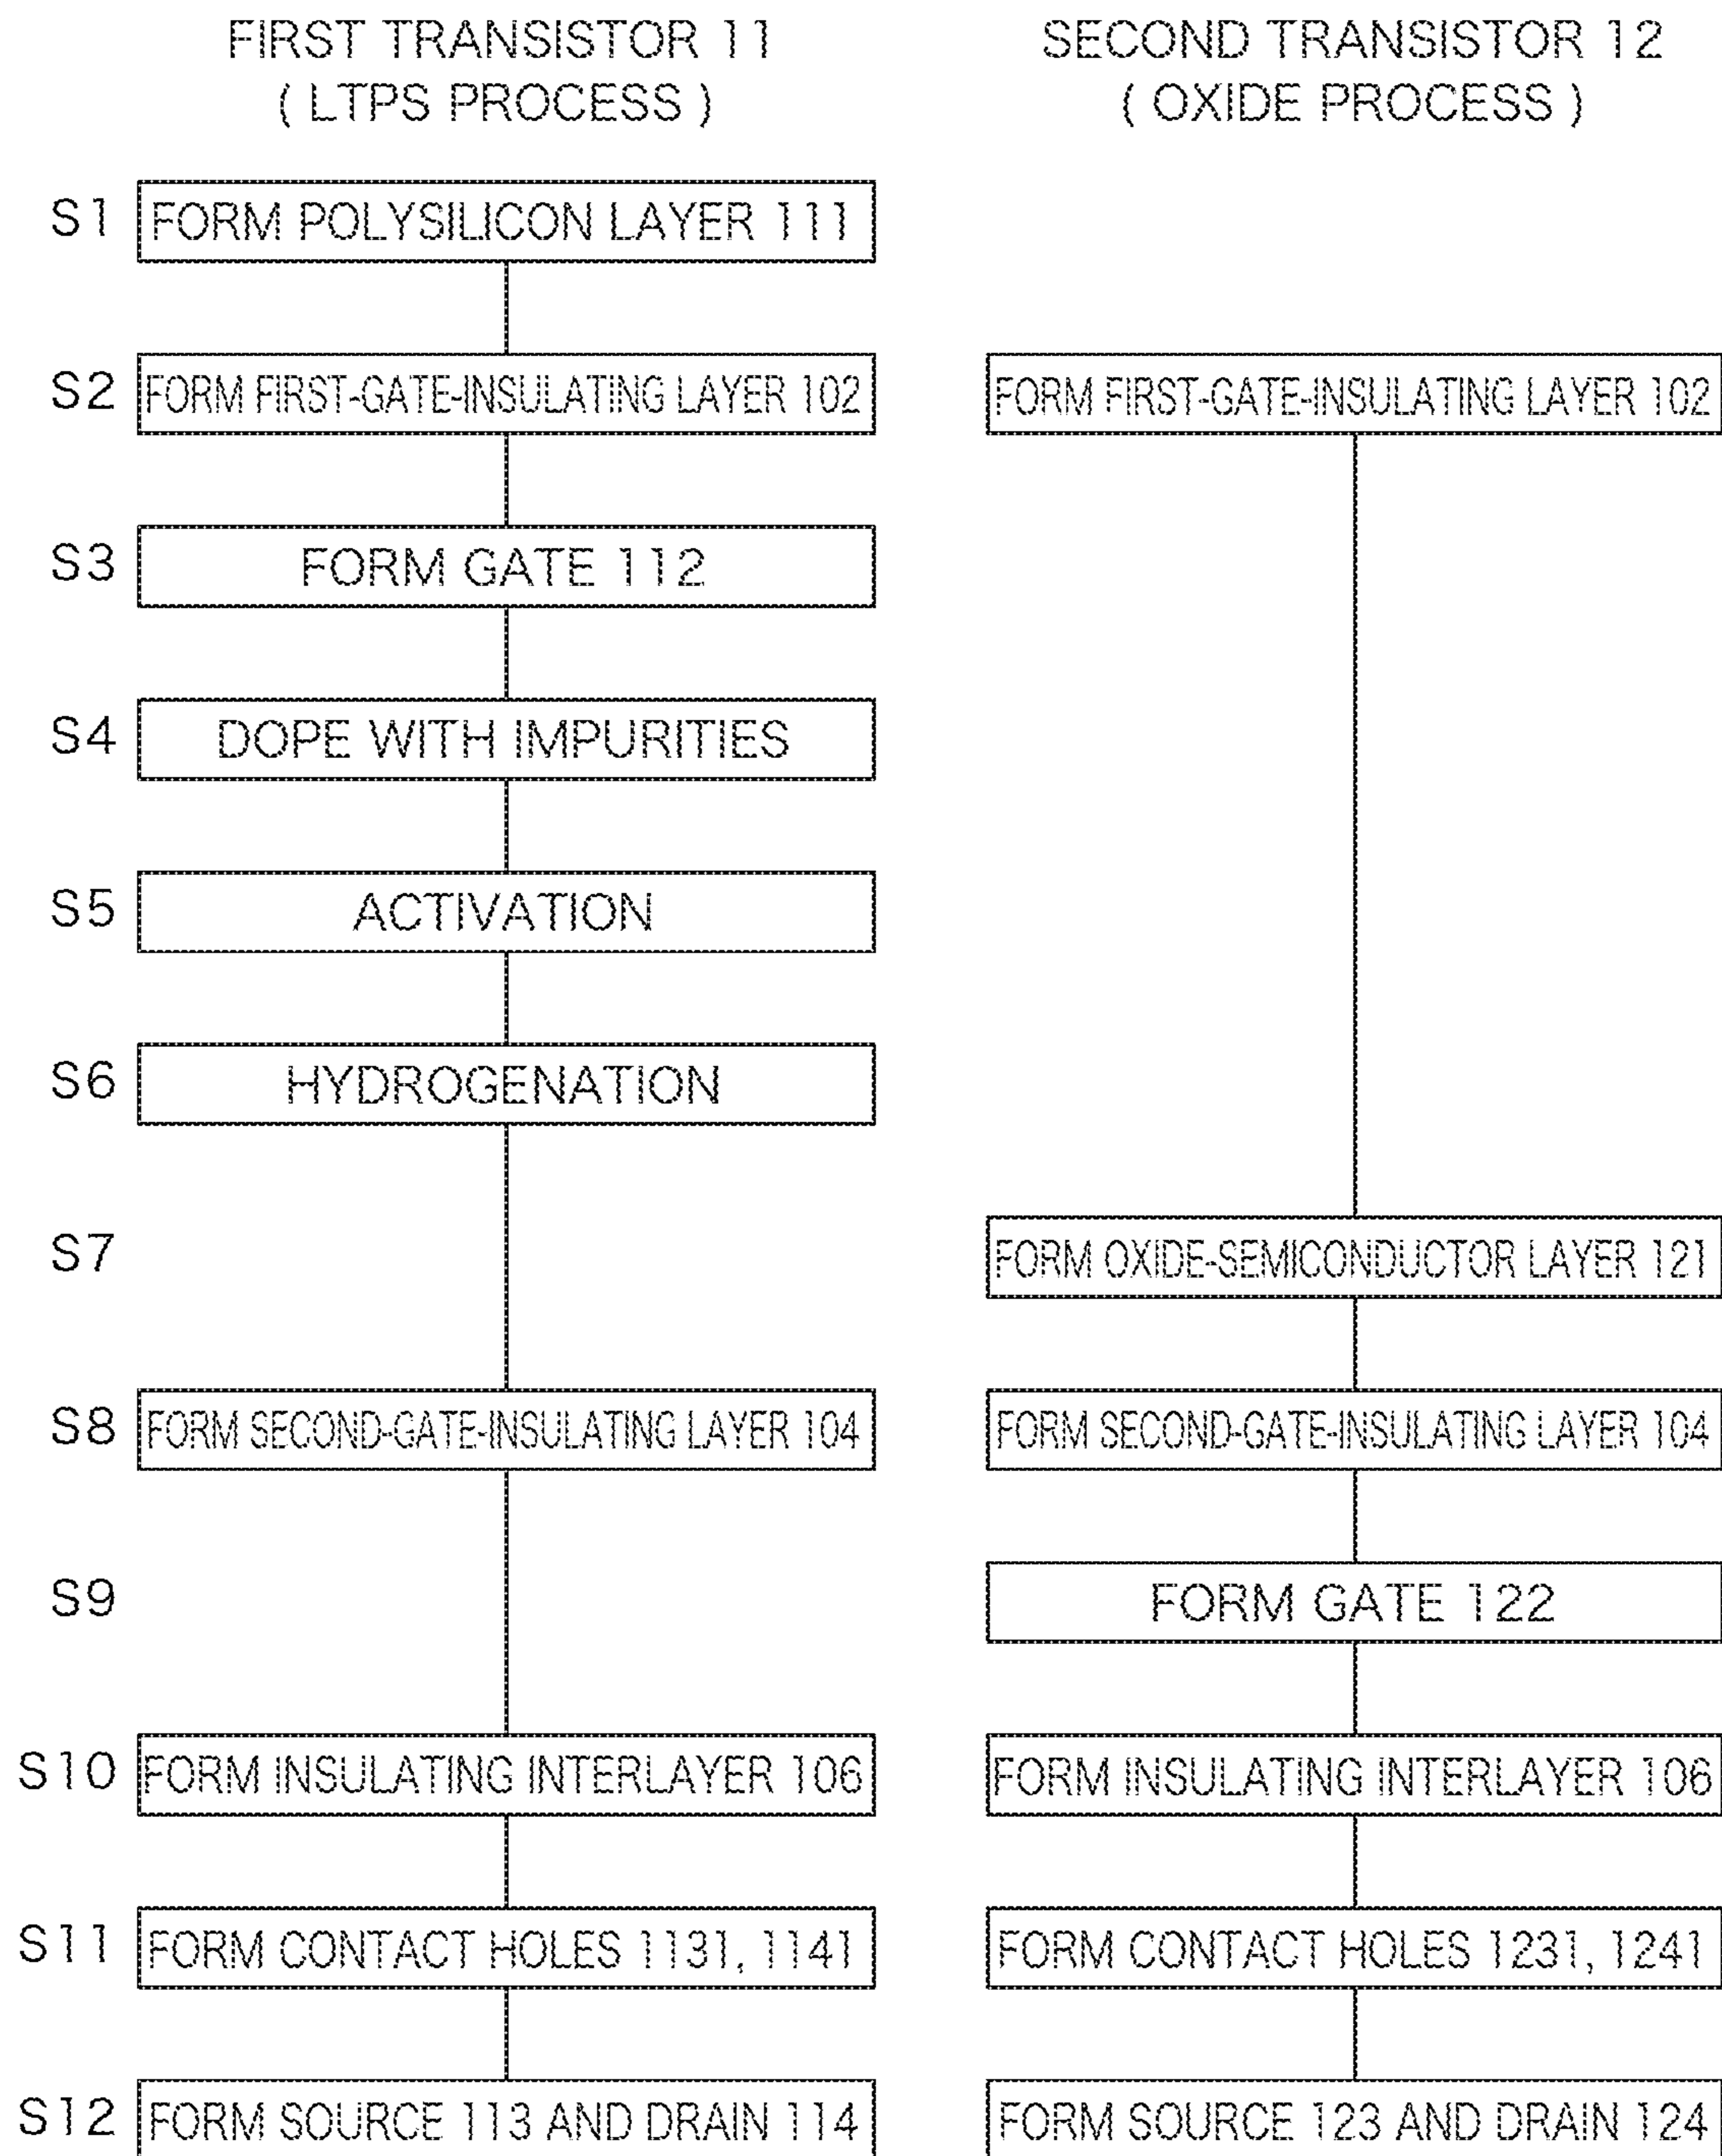 FIRST TRANSISTOR 11
( LTPS PROCESS )
SECOND TRANSISTOR 12
( OXIDE PROCESS )
S1 FORM POLYSILICON LAYER 111
S2 FORM FIRST-GATE-INSULATING LAYER 102
FORM FIRST-GATE-INSULATING LAYER 102
S3 FORM GATE 112
S4 DOPE WITH IMPURITIES
S5 ACTIVATION
S6 HYDROGENATION
S7 FORM OXIDE-SEMICONDUCTOR LAYER 121
S8 FORM SECOND-GATE-INSULATING LAYER 104
FORM SECOND-GATE-INSULATING LAYER 104
S9 FORM GATE 122
S10 FORM INSULATING INTERLAYER 106
FORM INSULATING INTERLAYER 106
S11 FORM CONTACT HOLES 1131, 1141
FORM CONTACT HOLES 1231, 1241
S12 FORM SOURCE 113 AND DRAIN 114
FORM SOURCE 123 AND DRAIN 124